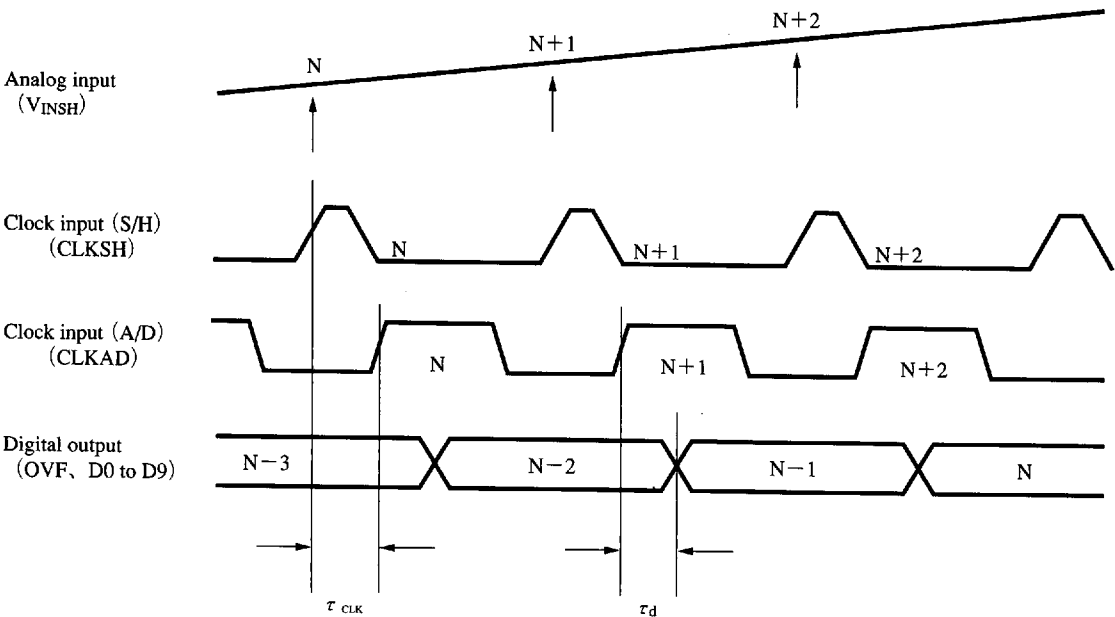 N+2
N+1
N
Analog input
(VINSH)
Clock input (S/H)
(CLKSH)
N
N+1
N+2
Clock input (A/D)
(CLKAD)
N
N+1
N+2
Digital output
(OVF、D0 to D9)
N−3
N−2
N−1
N
τ CLK
τd